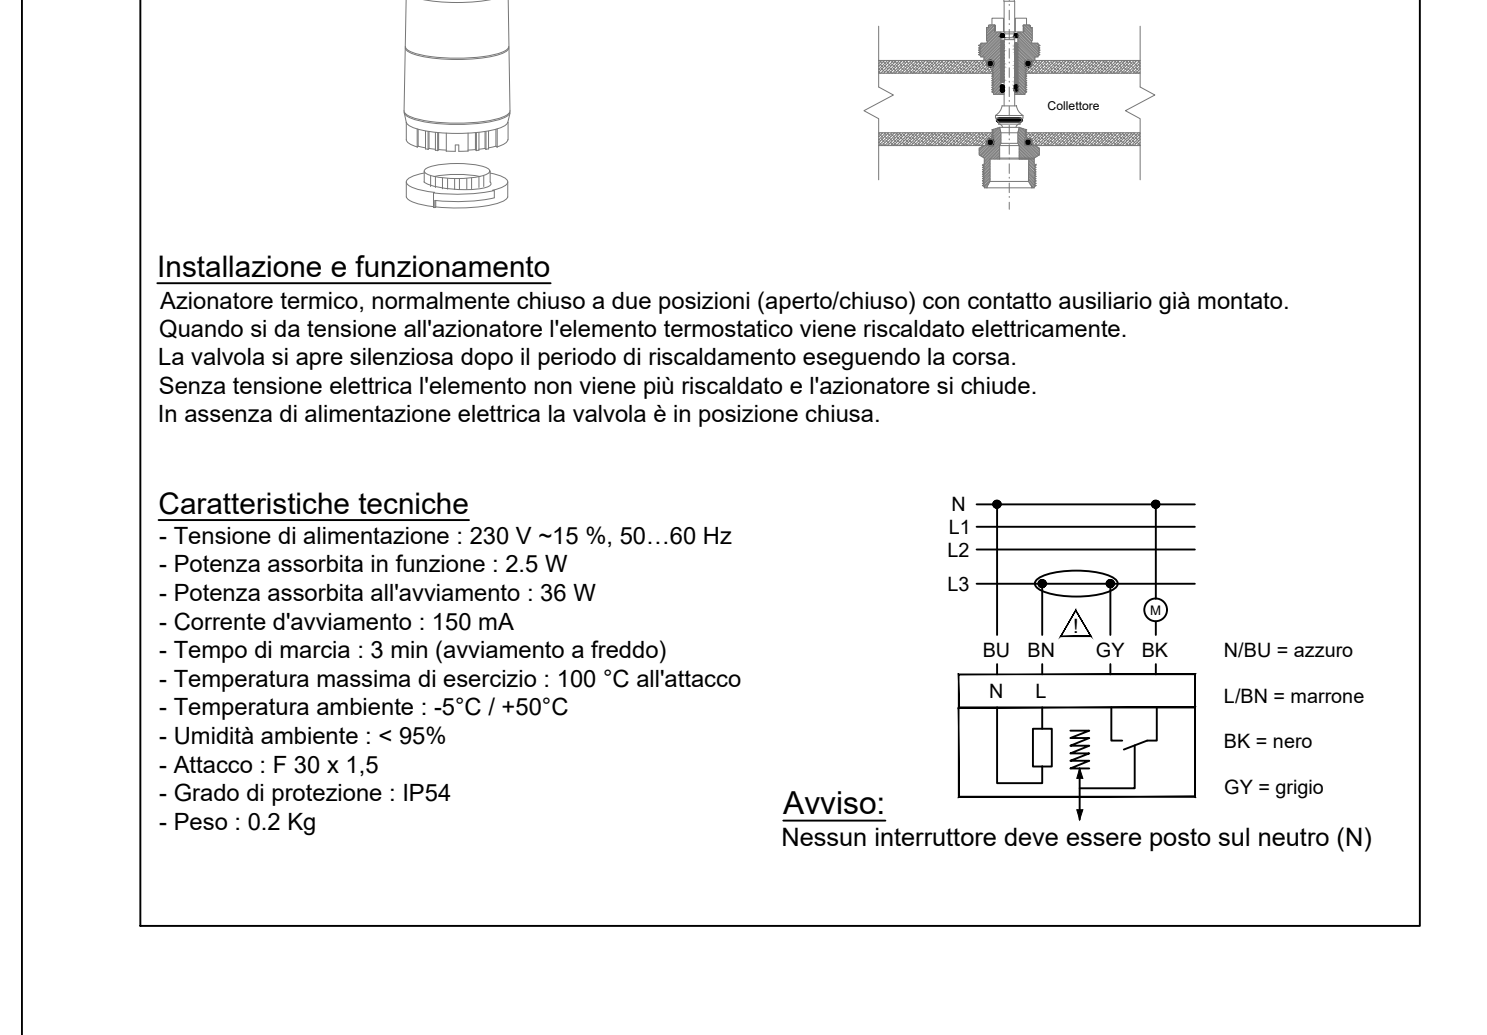 Collettore
Installazione e funzionamento
Azionatore termico, normalmente chiuso a due posizioni (aperto/chiuso) con contatto ausiliario già montato.
Quando si da tensione all'azionatore l'elemento termostatico viene riscaldato elettricamente.
La valvola si apre silenziosa dopo il periodo di riscaldamento eseguendo la corsa.
Senza tensione elettrica l'elemento non viene più riscaldato e l'azionatore si chiude.
In assenza di alimentazione elettrica la valvola è in posizione chiusa.
Caratteristiche tecniche
- Tensione di alimentazione : 230 V ~15 %, 50…60 Hz
- Potenza assorbita in funzione : 2.5 W
- Potenza assorbita all'avviamento : 36 W
- Corrente d'avviamento : 150 mA
- Tempo di marcia : 3 min (avviamento a freddo)
- Temperatura massima di esercizio : 100 °C all'attacco
- Temperatura ambiente : -5°C / +50°C
- Umidità ambiente : < 95%
- Attacco : F 30 x 1,5
- Grado di protezione : IP54
- Peso : 0.2 Kg
N
L1
L2
L3
M
!
BU BN GY BK
N L
N/BU = azzuro
L/BN = marrone
BK = nero
GY = grigio
Avviso:
Nessun interruttore deve essere posto sul neutro (N)